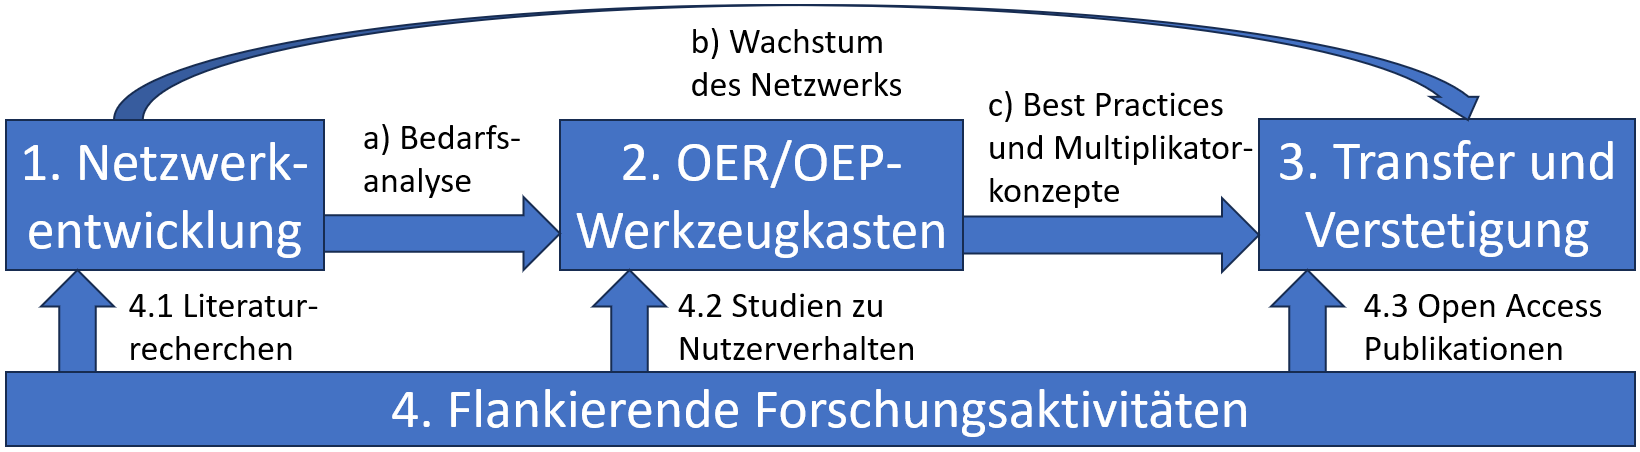 b) Wachstum
des Netzwerks
1. Netzwerk-
entwicklung
a) Bedarfs-
analyse
2. OER/OEP-
Werkzeugkasten
c) Best Practices
und Multiplikator-
konzepte
3. Transfer und
Verstetigung
4.1 Literatur-
recherchen
4.2 Studien zu
Nutzerverhalten
4.3 Open Access
Publikationen
4. Flankierende Forschungsaktivitäten